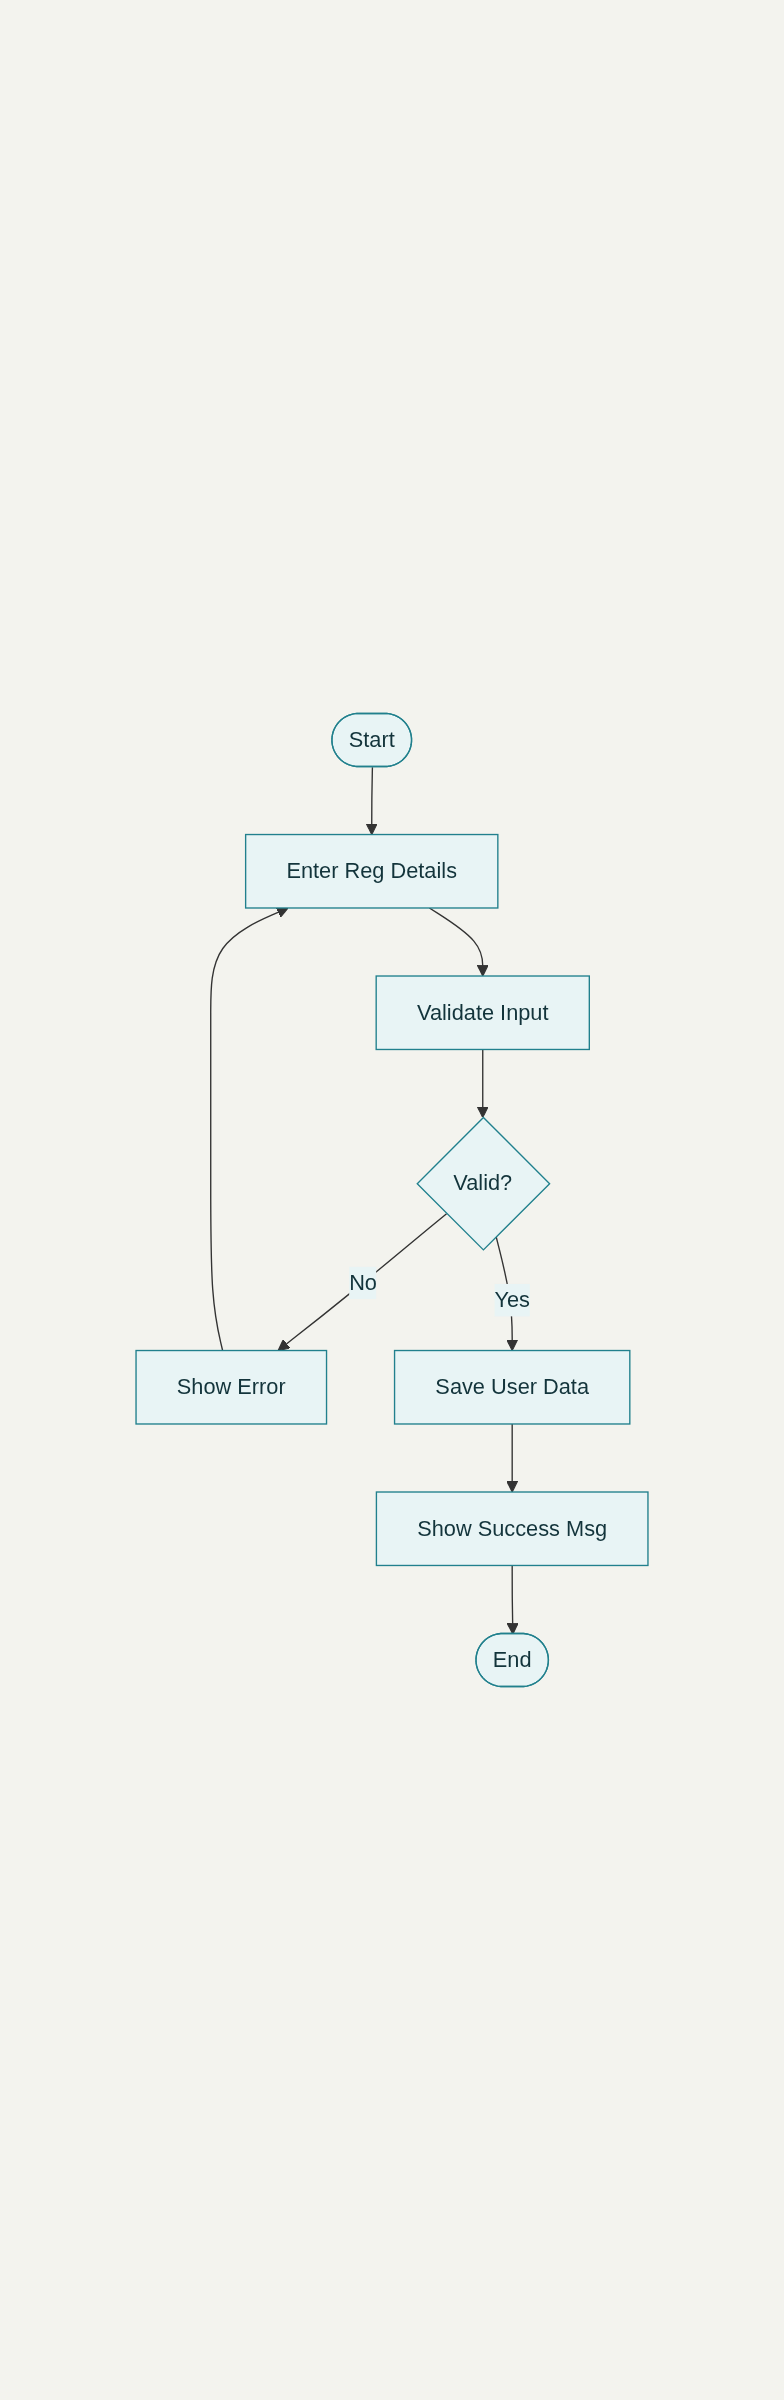 Start
Enter Reg Details
Validate Input
Valid?
No
Yes
Show Error
Save User Data
Show Success Msg
End